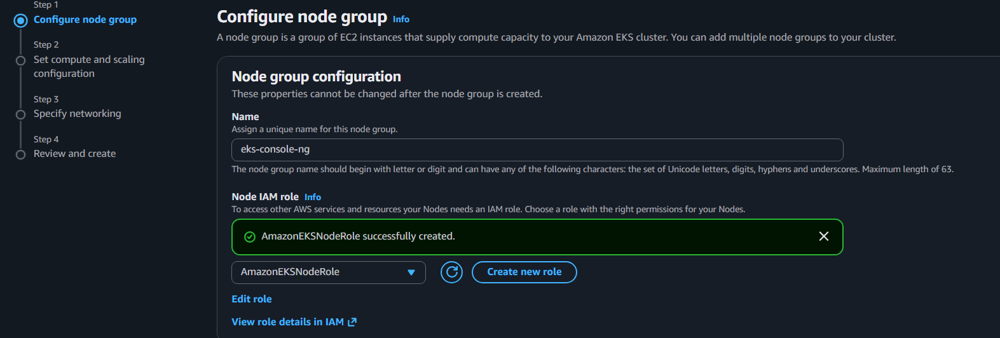 Step 1
Configure node group
Step 2
Set compute and scaling
configuration
Step 3
Specify networking
Step 4
Review and create
Configure node group Info
A node group is a group of EC2 instances that supply compute capacity to your Amazon EKS cluster. You can add multiple node groups to your cluster.
Node group configuration
These properties cannot be changed after the node group is created.
Name
Assign a unique name for this node group.
eks-console-ng
The node group name should begin with letter or digit and can have any of the following characters: the set of Unicode letters, digits, hyphens and underscores. Maximum length of 63.
Node IAM role Info
To access other AWS services and resources your Nodes needs an IAM role. Choose a role with the right permissions for your Nodes.
AmazonEKSNodeRole successfully created.
AmazonEKSNodeRole
Create new role
Edit role
View role details in IAM